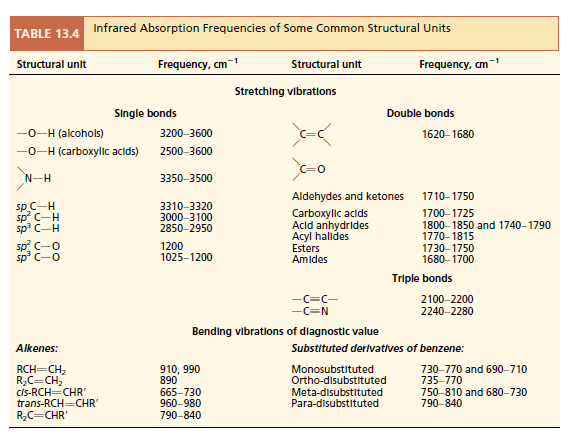 TABLE 13.4 Infrared Absorption Frequencies of Some Common Structural Units
Structural unit Frequency, cm⁻¹ Structural unit Frequency, cm⁻¹
Stretching vibrations
Single bonds Double bonds
—O—H (alcohols) 3200–3600 C=C 1620–1680
—O—H (carboxylic acids) 2500–3600
C=O
N—H 3350–3500
Aldehydes and ketones 1710–1750
sp C—H 3310–3320 Carboxylic acids 1700–1725
sp² C—H 3000–3100 Acid anhydrides 1800–1850 and 1740–1790
sp³ C—H 2850–2950 Acyl halides 1770–1815
sp² C—O 1200 Esters 1730–1750
sp³ C—O 1025–1200 Amides 1680–1700
Triple bonds
—C≡C— 2100–2200
—C≡N 2240–2280
Bending vibrations of diagnostic value
Alkenes: Substituted derivatives of benzene:
RCH=CH₂ 910, 990 Monosubstituted 730–770 and 690–710
R₂C=CH₂ 890 Ortho-disubstituted 735–770
cis-RCH=CHR' 665–730 Meta-disubstituted 750–810 and 680–730
trans-RCH=CHR' 960–980 Para-disubstituted 790–840
R₂C=CHR' 790–840